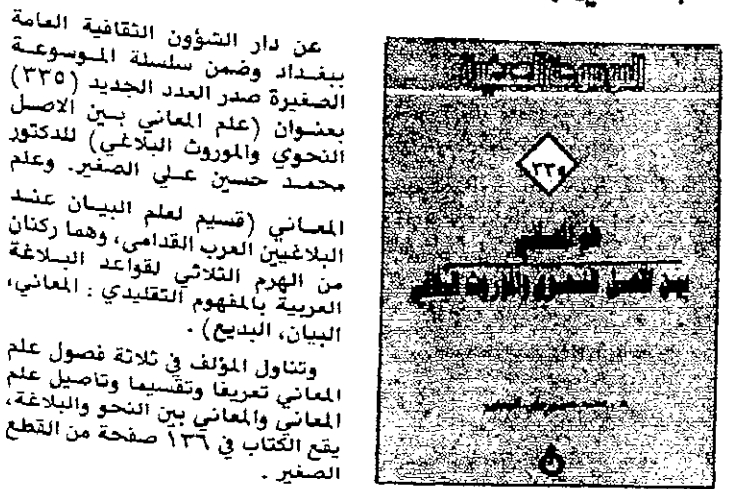 عن دار الشؤون الثقافية العامة
ببغداد وضمن سلسلة الموسوعة
الصغيرة صدر العدد الجديد (٣٣٥)
بعنوان (علم المعاني بين الاصل
النحوي والموروث البلاغي) للدكتور
محمد حسين علي الصغير. وعلم
المعاني (قسيم لعلم البيان عند
البلاغيين العرب القدامى، وهما ركنان
من الهرم الثلاثي لقواعد البلاغة
العربية بالمفهوم التقليدي : المعاني،
البيان، البديع) .
وتناول المؤلف في ثلاثة فصول علم
المعاني تعريفا وتقسيما وتاصيل علم
المعاني والمعاني بين النحو والبلاغة،
يقع الكتاب في ١٣٦ صفحة من القطع
الصغير .
الموسوعة الصغيرة
علم المعاني
بين الأصل النحوي والموروث البلاغي